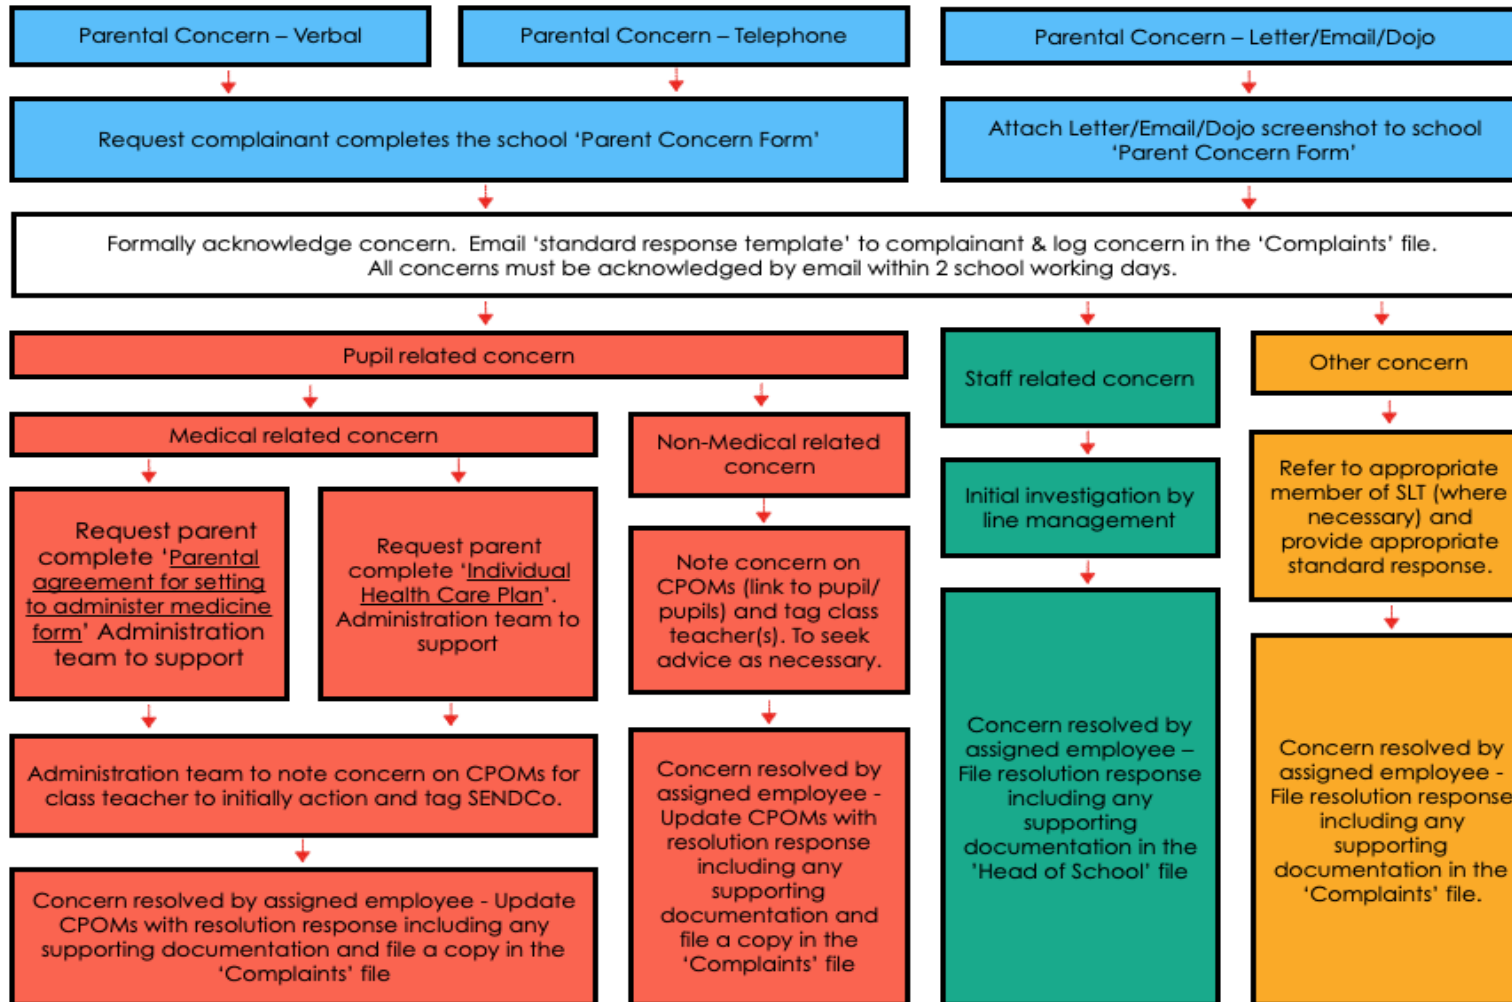 Parental Concern – Verbal
Parental Concern – Telephone
Parental Concern – Letter/Email/Dojo
Request complainant completes the school ‘Parent Concern Form’
Attach Letter/Email/Dojo screenshot to school
‘Parent Concern Form’
Formally acknowledge concern. Email ‘standard response template’ to complainant & log concern in the ‘Complaints’ file.
All concerns must be acknowledged by email within 2 school working days.
Pupil related concern
Staff related concern
Other concern
Medical related concern
Non-Medical related
concern
Request parent
complete ‘Parental
agreement for setting
to administer medicine
form’ Administration
team to support
Request parent
complete ‘Individual
Health Care Plan’.
Administration team to
support
Note concern on
CPOMs (link to pupil/
pupils) and tag class
teacher(s). To seek
advice as necessary.
Initial investigation by
line management
Refer to appropriate
member of SLT (where
necessary) and
provide appropriate
standard response.
Administration team to note concern on CPOMs for
class teacher to initially action and tag SENDCo.
Concern resolved by assigned employee - Update
CPOMs with resolution response including any
supporting documentation and file a copy in the
‘Complaints’ file
Concern resolved by
assigned employee -
Update CPOMs with
resolution response
including any
supporting
documentation and
file a copy in the
‘Complaints’ file
Concern resolved by
assigned employee –
File resolution response
including any
supporting
documentation in the
'Head of School' file
Concern resolved by
assigned employee -
File resolution response
including any
supporting
documentation in the
‘Complaints’ file.